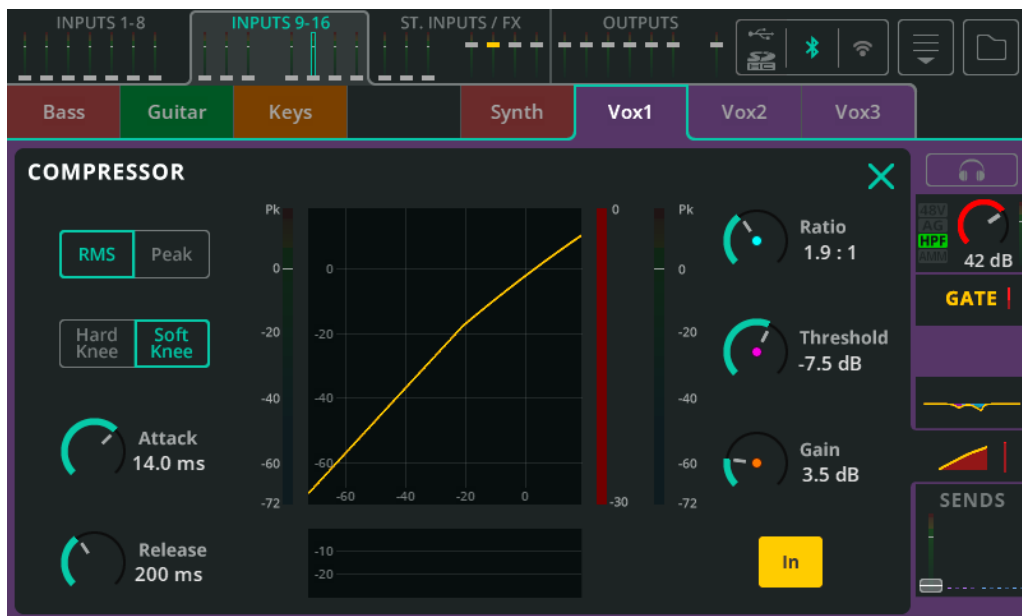 INPUTS 1-8
INPUTS 9-16
ST. INPUTS / FX
OUTPUTS
Bass
Guitar
Keys
Synth
Vox1
Vox2
Vox3
COMPRESSOR
RMS
Peak
Hard
Knee
Soft
Knee
Attack
14.0 ms
Release
200 ms
Pk
0
-20
-40
-60
-72
0
-20
-40
-60
-60
-40
-20
0
-10
-20
0
-30
Pk
0
-20
-40
-60
-72
Ratio
1.9 : 1
Threshold
-7.5 dB
Gain
3.5 dB
In
48V
AG
HPF
AMM
42 dB
GATE
SENDS